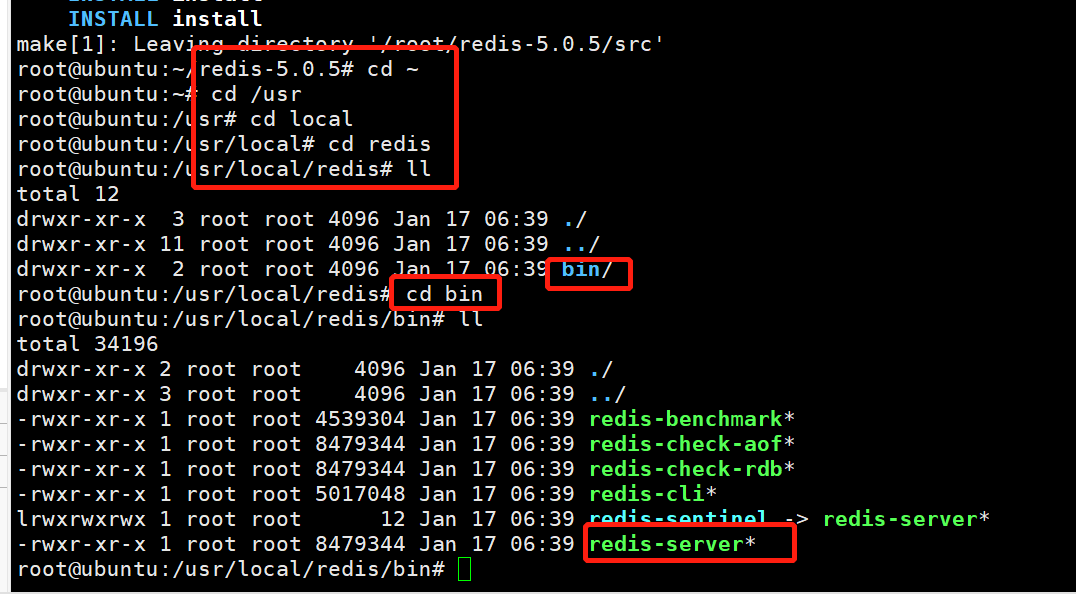 INSTALL install
make[1]: Leaving directory '/root/redis-5.0.5/src'
root@ubuntu:~/redis-5.0.5# cd ~
root@ubuntu:~# cd /usr
root@ubuntu:/usr# cd local
root@ubuntu:/usr/local# cd redis
root@ubuntu:/usr/local/redis# ll
total 12
drwxr-xr-x  3 root root 4096 Jan 17 06:39 ./
drwxr-xr-x 11 root root 4096 Jan 17 06:39 ../
drwxr-xr-x  2 root root 4096 Jan 17 06:39 bin/
root@ubuntu:/usr/local/redis# cd bin
root@ubuntu:/usr/local/redis/bin# ll
total 34196
drwxr-xr-x 2 root root    4096 Jan 17 06:39 ./
drwxr-xr-x 3 root root    4096 Jan 17 06:39 ../
-rwxr-xr-x 1 root root 4539304 Jan 17 06:39 redis-benchmark*
-rwxr-xr-x 1 root root 8479344 Jan 17 06:39 redis-check-aof*
-rwxr-xr-x 1 root root 8479344 Jan 17 06:39 redis-check-rdb*
-rwxr-xr-x 1 root root 5017048 Jan 17 06:39 redis-cli*
lrwxrwxrwx 1 root root      12 Jan 17 06:39 redis-sentinel -> redis-server*
-rwxr-xr-x 1 root root 8479344 Jan 17 06:39 redis-server*
root@ubuntu:/usr/local/redis/bin#